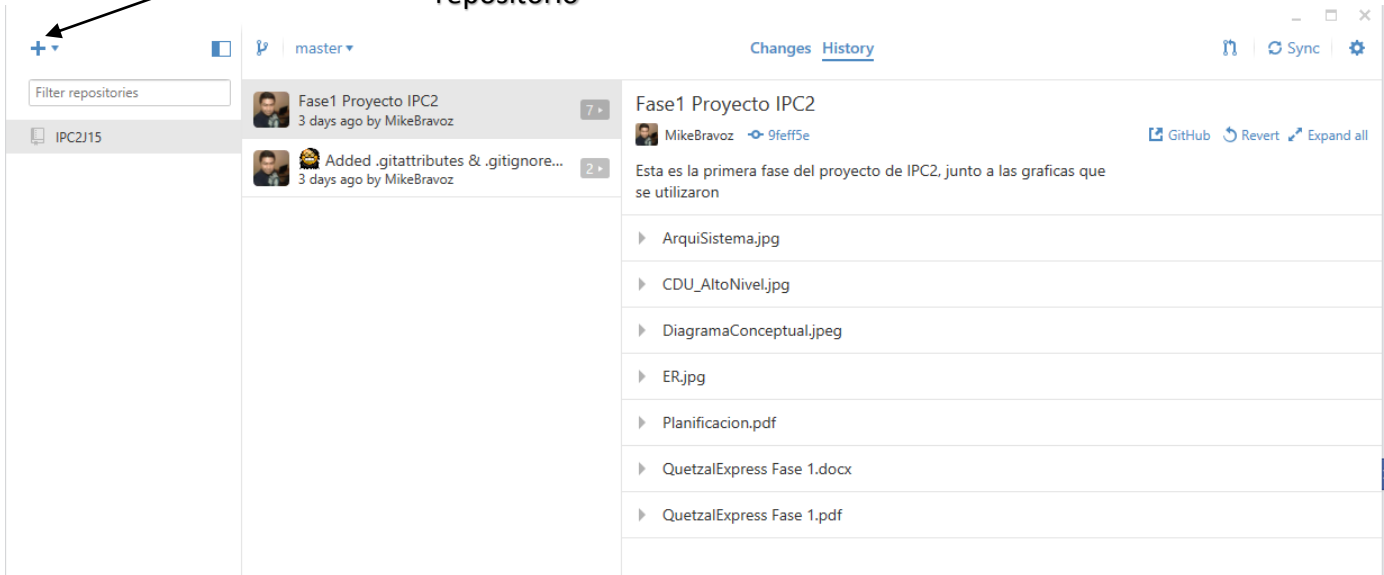 repositorio
master
Changes History
Sync
Filter repositories
IPC2J15
Fase1 Proyecto IPC2
3 days ago by MikeBravoz
7
Added .gitattributes & .gitignore...
3 days ago by MikeBravoz
2
Fase1 Proyecto IPC2
MikeBravoz 9feff5e
GitHub Revert Expand all
Esta es la primera fase del proyecto de IPC2, junto a las graficas que
se utilizaron
ArquiSistema.jpg
CDU_AltoNivel.jpg
DiagramaConceptual.jpeg
ER.jpg
Planificacion.pdf
QuetzalExpress Fase 1.docx
QuetzalExpress Fase 1.pdf